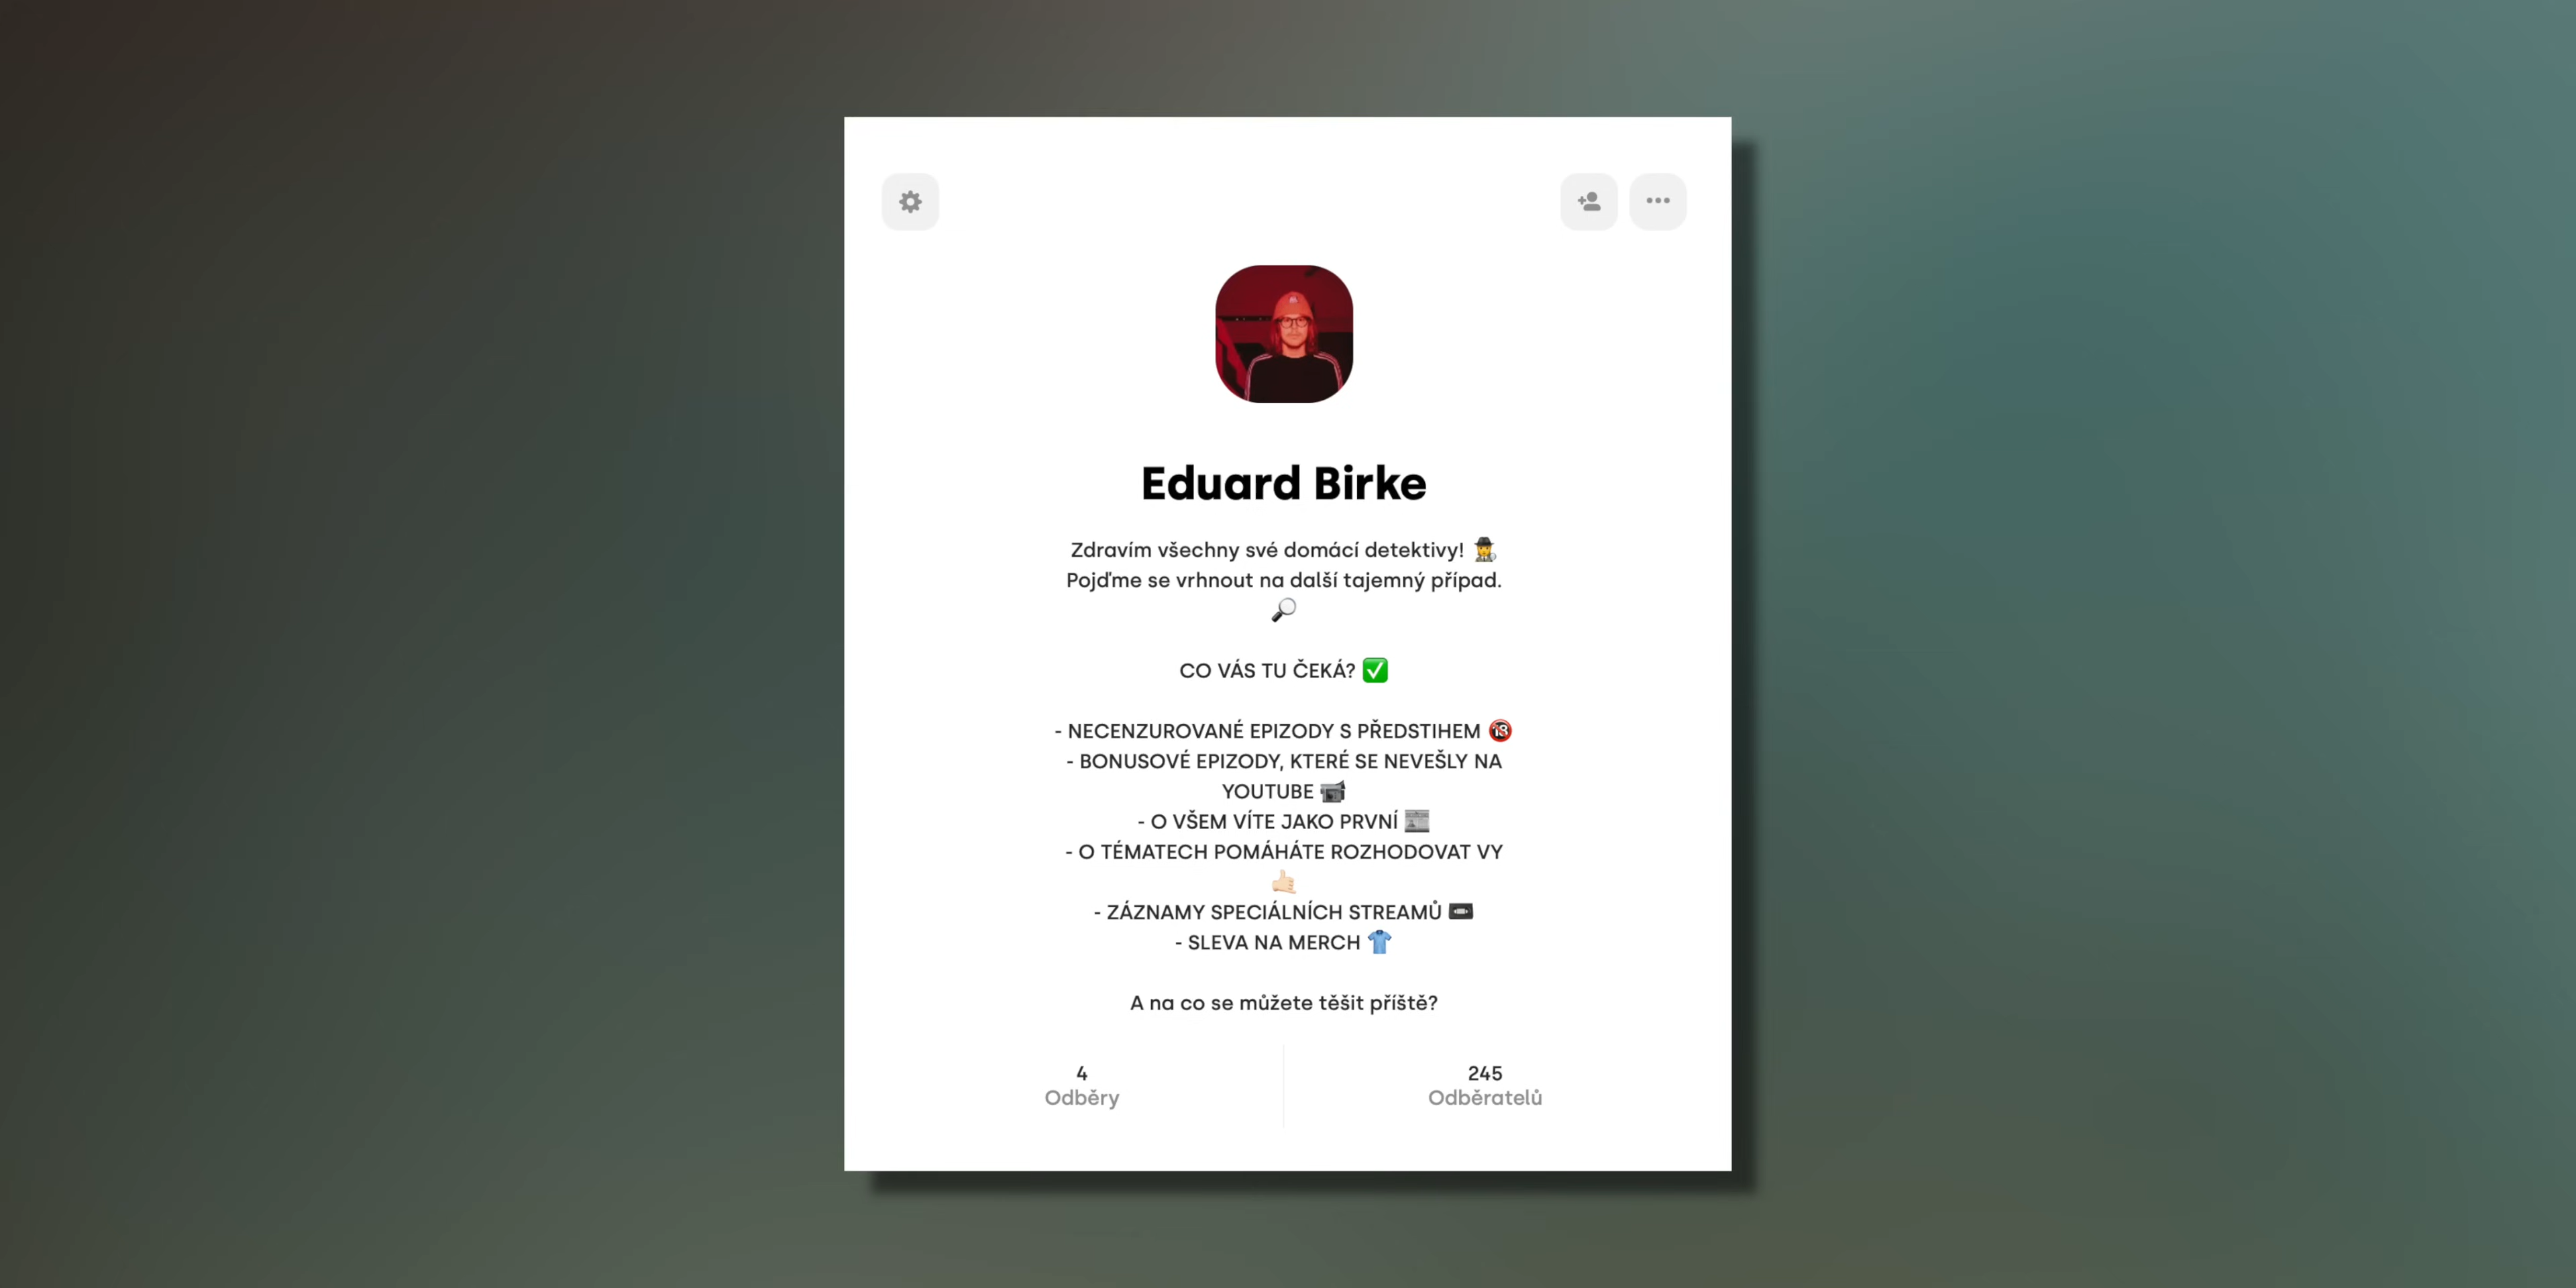 Eduard Birke
Zdravím všechny své domácí detektivy! 🕵️
Pojďme se vrhnout na další tajemný případ.
🔎
CO VÁS TU ČEKÁ? ✅
- NECENZUROVANÉ EPIZODY S PŘEDSTIHEM 🔞
- BONUSOVÉ EPIZODY, KTERÉ SE NEVEŠLY NA
YOUTUBE 📹
- O VŠEM VÍTE JAKO PRVNÍ 📰
- O TÉMATECH POMÁHÁTE ROZHODOVAT VY
🤙🏻
- ZÁZNAMY SPECIÁLNÍCH STREAMŮ 📼
- SLEVA NA MERCH 👕
A na co se můžete těšit příště?
4
Odběry
245
Odběratelů